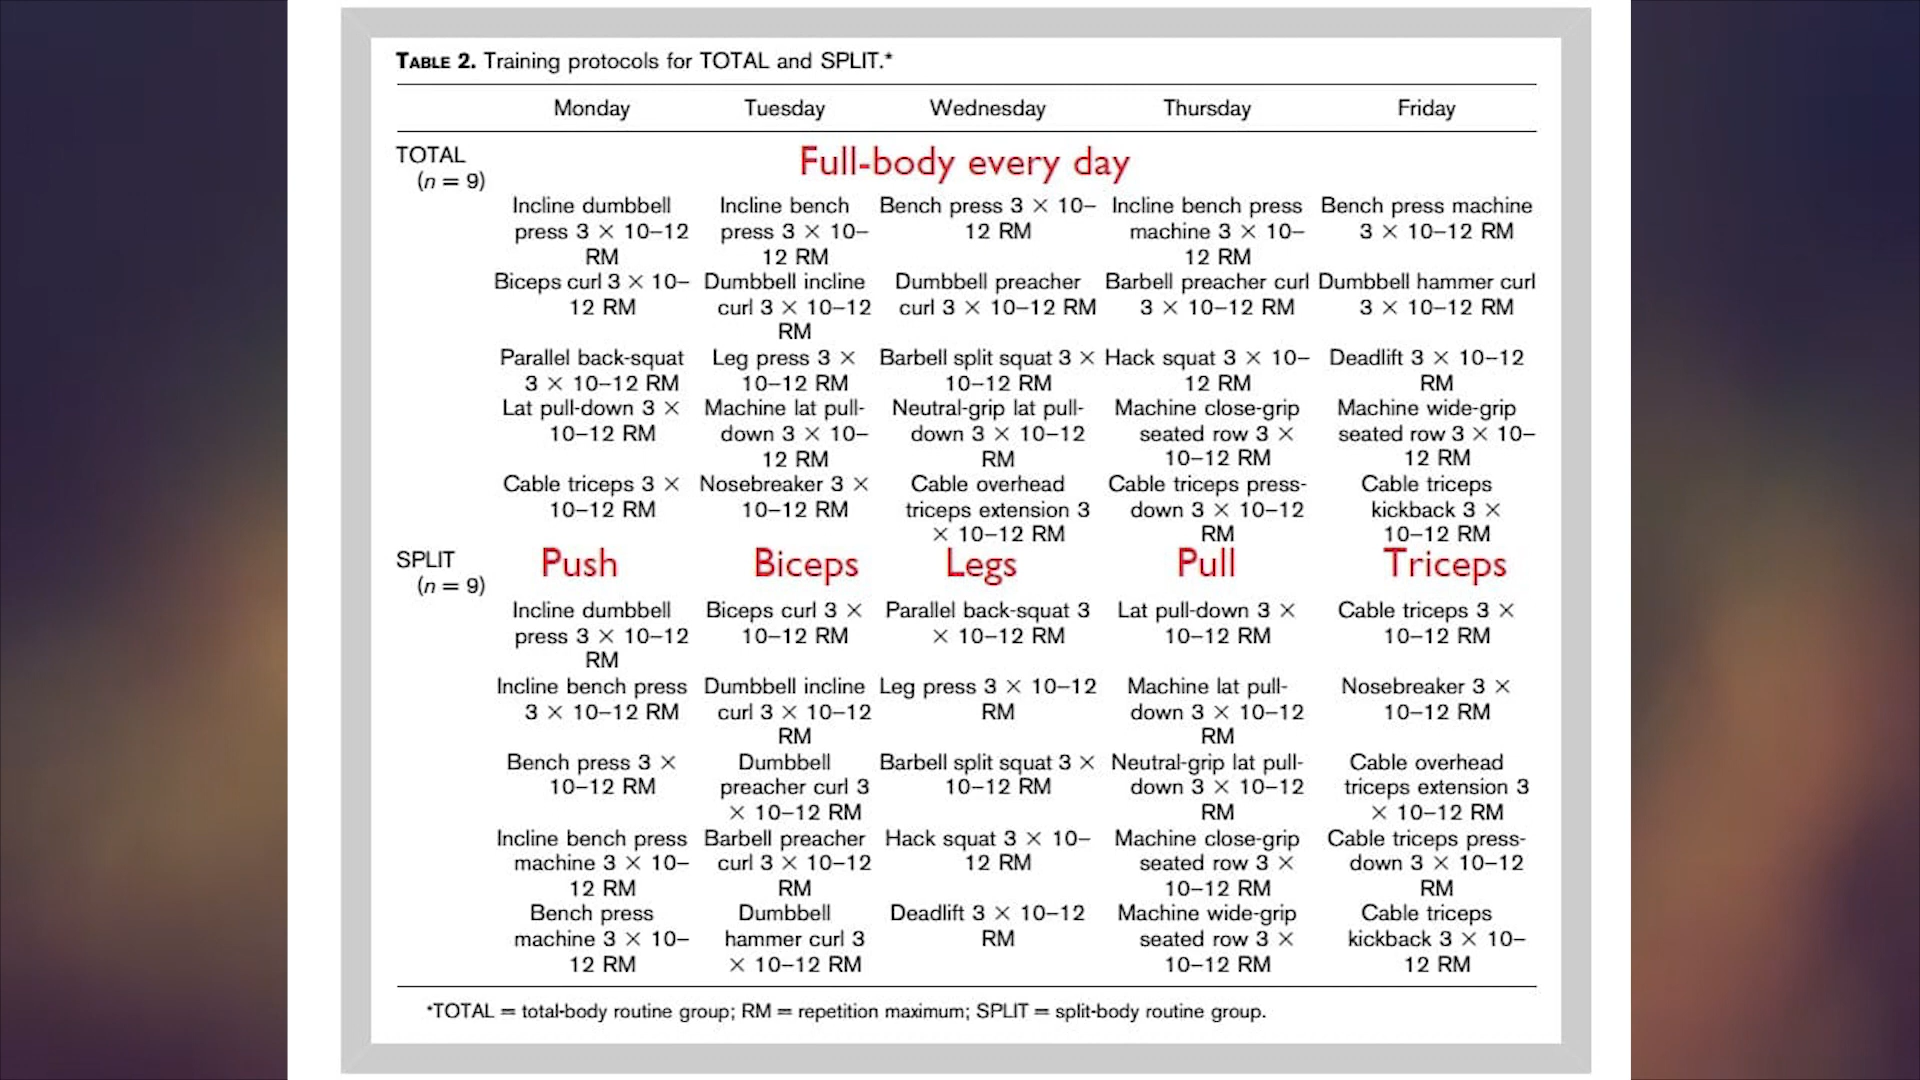 TABLE 2. Training protocols for TOTAL and SPLIT.*
Monday Tuesday Wednesday Thursday Friday
TOTAL
(n = 9)
Full-body every day
Incline dumbbell press 3 × 10–12 RM
Incline bench press 3 × 10–12 RM
Bench press 3 × 10–12 RM
Incline bench press machine 3 × 10–12 RM
Bench press machine 3 × 10–12 RM
Biceps curl 3 × 10–12 RM
Dumbbell incline curl 3 × 10–12 RM
Dumbbell preacher curl 3 × 10–12 RM
Barbell preacher curl 3 × 10–12 RM
Dumbbell hammer curl 3 × 10–12 RM
Parallel back-squat 3 × 10–12 RM
Leg press 3 × 10–12 RM
Barbell split squat 3 × 10–12 RM
Hack squat 3 × 10–12 RM
Deadlift 3 × 10–12 RM
Lat pull-down 3 × 10–12 RM
Machine lat pull-down 3 × 10–12 RM
Neutral-grip lat pull-down 3 × 10–12 RM
Machine close-grip seated row 3 × 10–12 RM
Machine wide-grip seated row 3 × 10–12 RM
Cable triceps 3 × 10–12 RM
Nosebreaker 3 × 10–12 RM
Cable overhead triceps extension 3 × 10–12 RM
Cable triceps press-down 3 × 10–12 RM
Cable triceps kickback 3 × 10–12 RM
SPLIT
(n = 9)
Push Biceps Legs Pull Triceps
Incline dumbbell press 3 × 10–12 RM
Biceps curl 3 × 10–12 RM
Parallel back-squat 3 × 10–12 RM
Lat pull-down 3 × 10–12 RM
Cable triceps 3 × 10–12 RM
Incline bench press 3 × 10–12 RM
Dumbbell incline curl 3 × 10–12 RM
Leg press 3 × 10–12 RM
Machine lat pull-down 3 × 10–12 RM
Nosebreaker 3 × 10–12 RM
Bench press 3 × 10–12 RM
Dumbbell preacher curl 3 × 10–12 RM
Barbell split squat 3 × 10–12 RM
Neutral-grip lat pull-down 3 × 10–12 RM
Cable overhead triceps extension 3 × 10–12 RM
Incline bench press machine 3 × 10–12 RM
Barbell preacher curl 3 × 10–12 RM
Hack squat 3 × 10–12 RM
Machine close-grip seated row 3 × 10–12 RM
Cable triceps press-down 3 × 10–12 RM
Bench press machine 3 × 10–12 RM
Dumbbell hammer curl 3 × 10–12 RM
Deadlift 3 × 10–12 RM
Machine wide-grip seated row 3 × 10–12 RM
Cable triceps kickback 3 × 10–12 RM
*TOTAL = total-body routine group; RM = repetition maximum; SPLIT = split-body routine group.